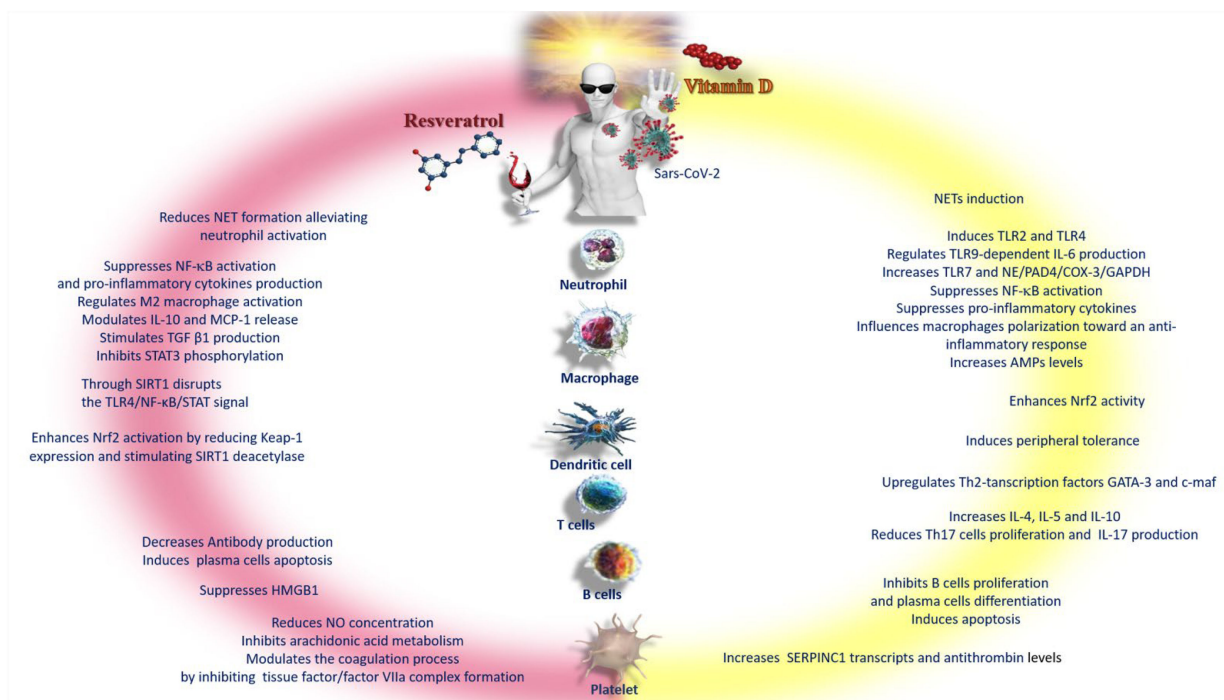 Vitamin D
Resveratrol
Sars-CoV-2
Reduces NET formation alleviating
neutrophil activation
Suppresses NF-κB activation
and pro-inflammatory cytokines production
Regulates M2 macrophage activation
Modulates IL-10 and MCP-1 release
Stimulates TGF β1 production
Inhibits STAT3 phosphorylation
Through SIRT1 disrupts
the TLR4/NF-κB/STAT signal
Enhances Nrf2 activation by reducing Keap-1
expression and stimulating SIRT1 deacetylase
Decreases Antibody production
Induces plasma cells apoptosis
Suppresses HMGB1
Reduces NO concentration
Inhibits arachidonic acid metabolism
Modulates the coagulation process
by inhibiting tissue factor/factor VIIa complex formation
Neutrophil
Macrophage
Dendritic cell
T cells
B cells
Platelet
NETs induction
Induces TLR2 and TLR4
Regulates TLR9-dependent IL-6 production
Increases TLR7 and NE/PAD4/COX-3/GAPDH
Suppresses NF-κB activation
Suppresses pro-inflammatory cytokines
Influences macrophages polarization toward an anti-
inflammatory response
Increases AMPs levels
Enhances Nrf2 activity
Induces peripheral tolerance
Upregulates Th2-tanscription factors GATA-3 and c-maf
Increases IL-4, IL-5 and IL-10
Reduces Th17 cells proliferation and IL-17 production
Inhibits B cells proliferation
and plasma cells differentiation
Induces apoptosis
Increases SERPINC1 transcripts and antithrombin levels